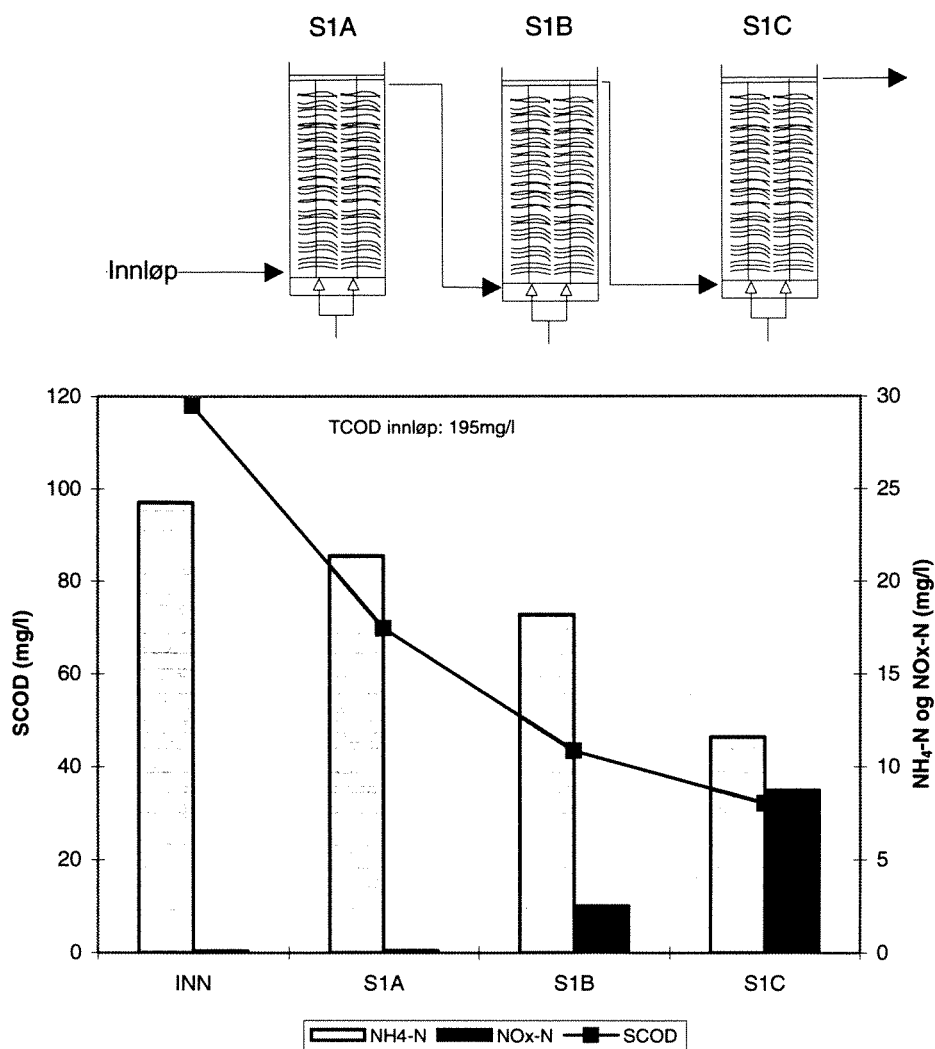 S1A S1B S1C
Innløp
TCOD innløp: 195mg/l
120
100
80
60
40
20
0
SCOD (mg/l)
30
25
20
15
10
5
0
NH₄-N og NOx-N (mg/l)
INN S1A S1B S1C
NH4-N NOx-N SCOD